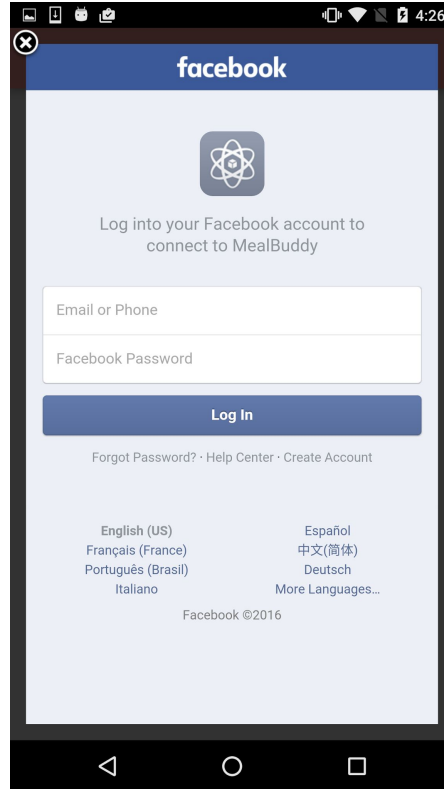 4:26
facebook
Log into your Facebook account to
connect to MealBuddy
Email or Phone
Facebook Password
Log In
Forgot Password? · Help Center · Create Account
English (US)
Español
Français (France)
中文(简体)
Português (Brasil)
Deutsch
Italiano
More Languages...
Facebook ©2016